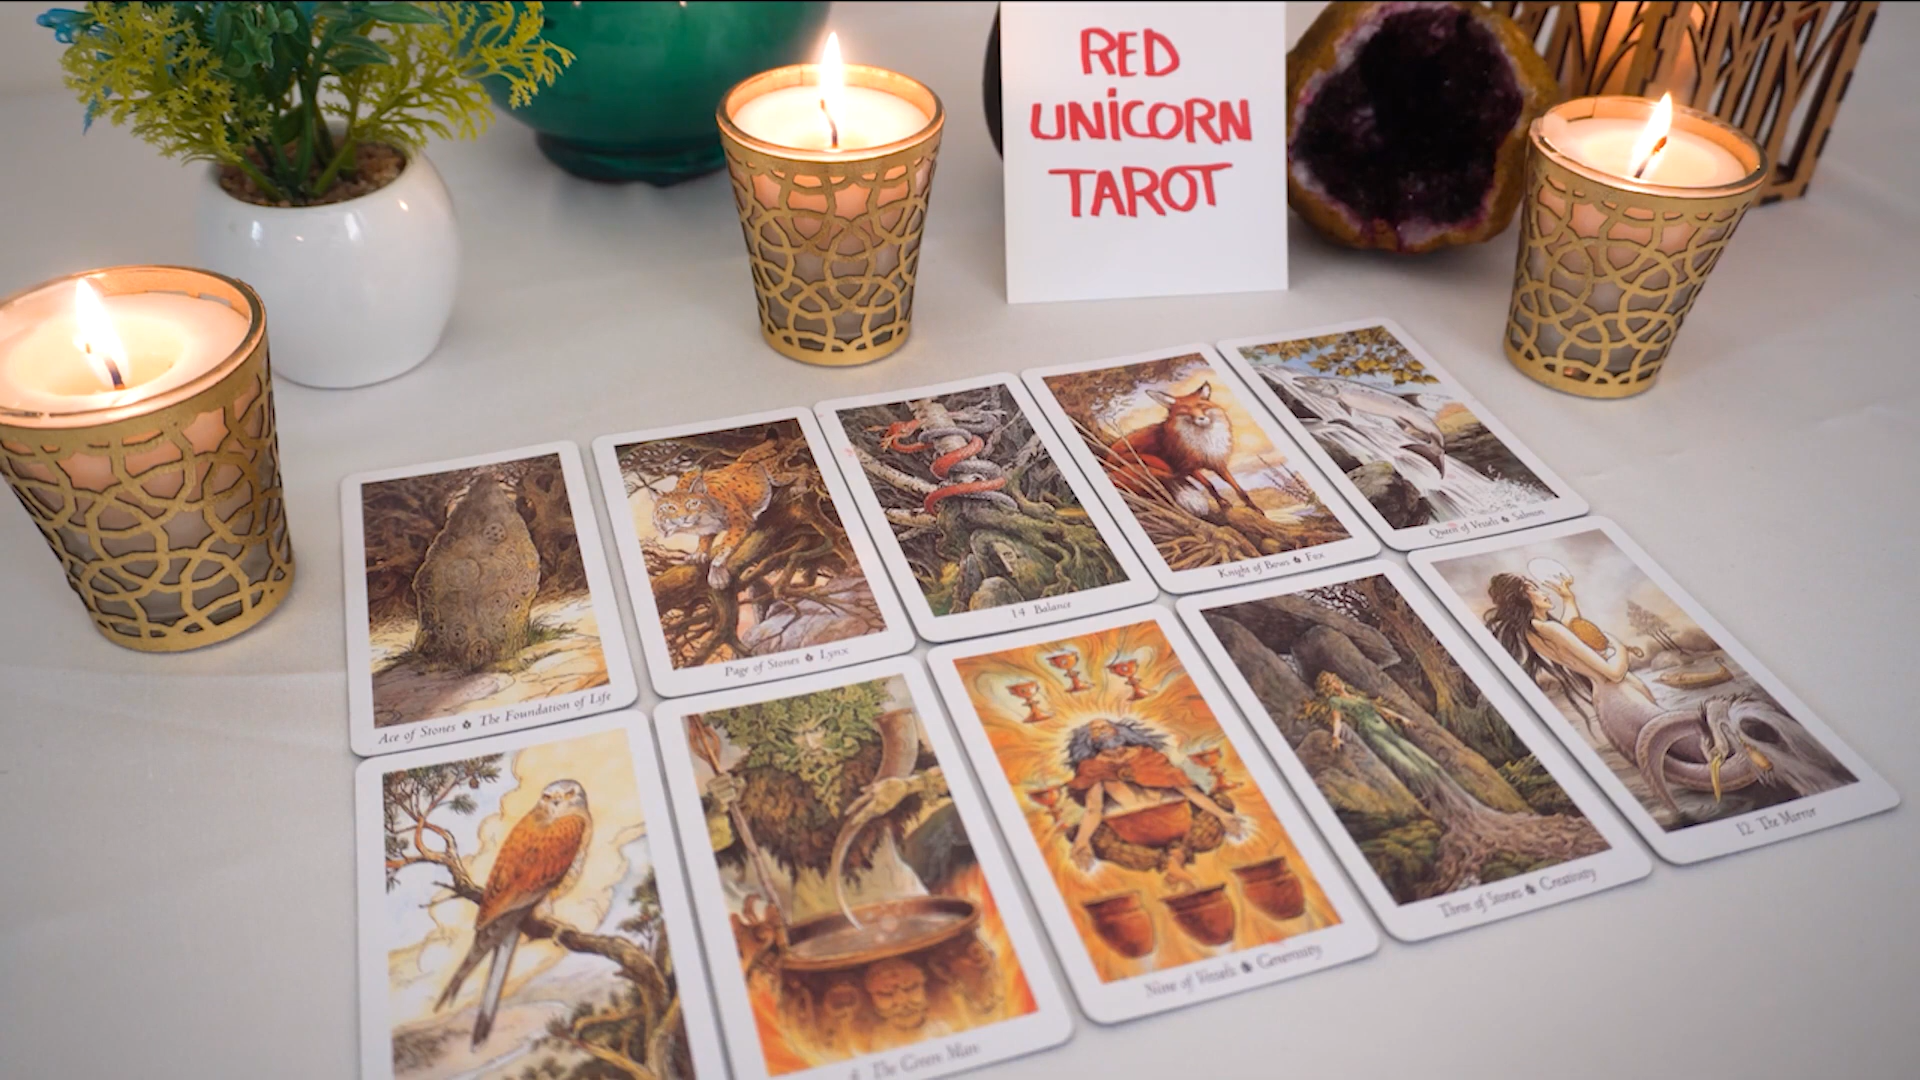 RED
UNICORN
TAROT
Ace of Stones The Foundation of Life
Page of Stones Lynx
14 Balance
Knight of Bows Fox
Queen of Vessels Salmon
The Green Man
Nine of Vessels Generosity
Three of Stones Creativity
12 The Mirror